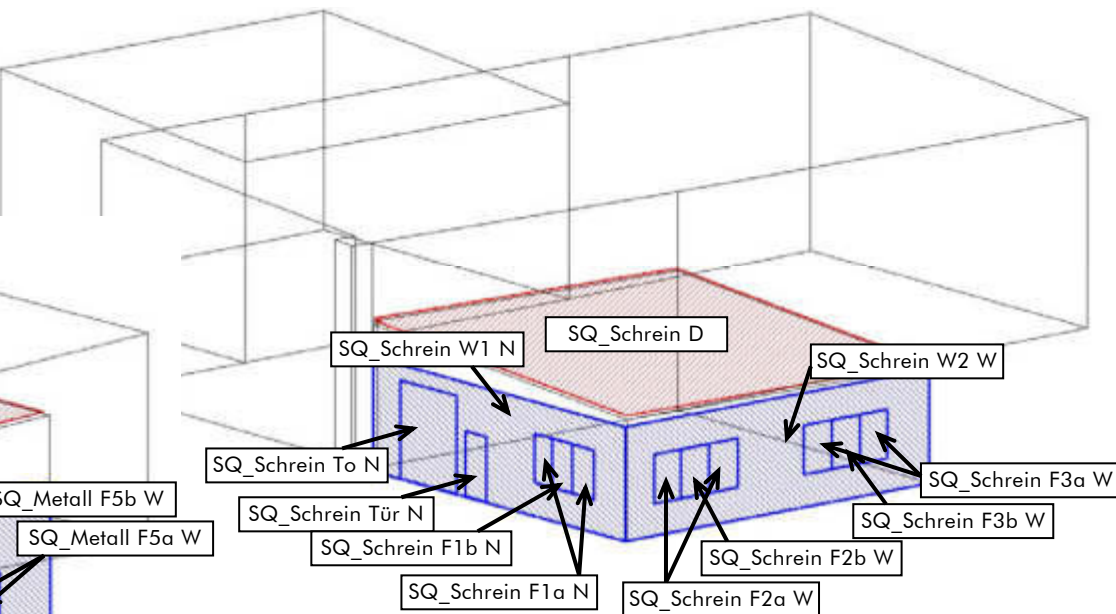 SQ_Schrein W1 N
SQ_Schrein D
SQ_Schrein W2 W
SQ_Schrein To N
SQ_Schrein F3a W
SQ_Metall F5b W
SQ_Schrein Tür N
SQ_Schrein F3b W
SQ_Metall F5a W
SQ_Schrein F1b N
SQ_Schrein F2b W
SQ_Schrein F1a N
SQ_Schrein F2a W